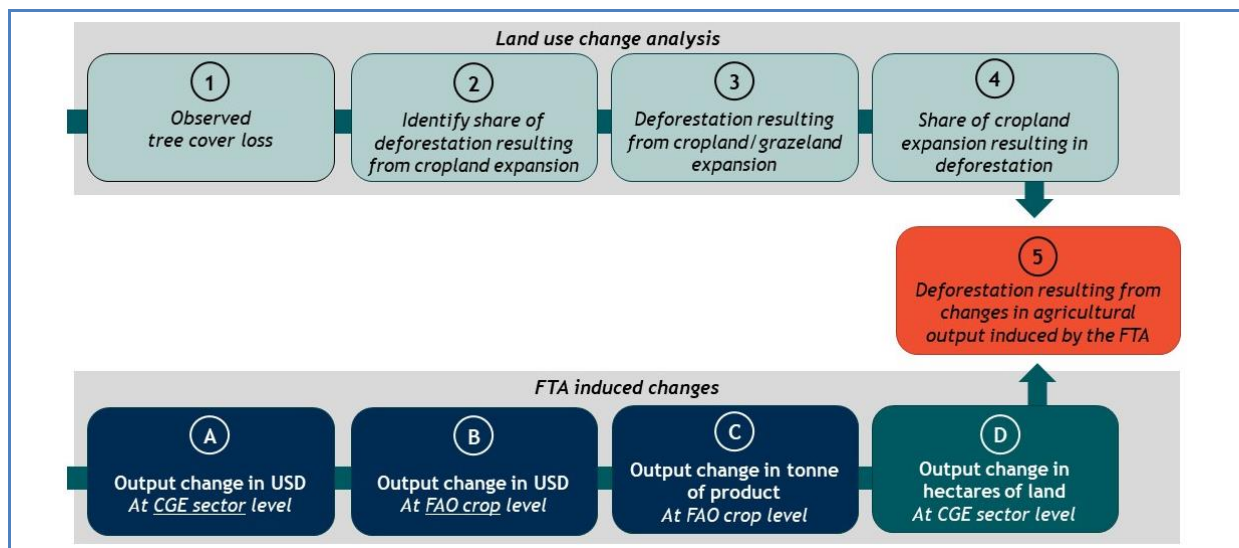 Land use change analysis
1
Observed
tree cover loss
2
Identify share of
deforestation resulting
from cropland expansion
3
Deforestation resulting
from cropland/grazeland
expansion
4
Share of cropland
expansion resulting in
deforestation
5
Deforestation resulting from
changes in agricultural
output induced by the FTA
FTA induced changes
A
Output change in USD
At CGE sector level
B
Output change in USD
At FAO crop level
C
Output change in tonne
of product
At FAO crop level
D
Output change in
hectares of land
At CGE sector level